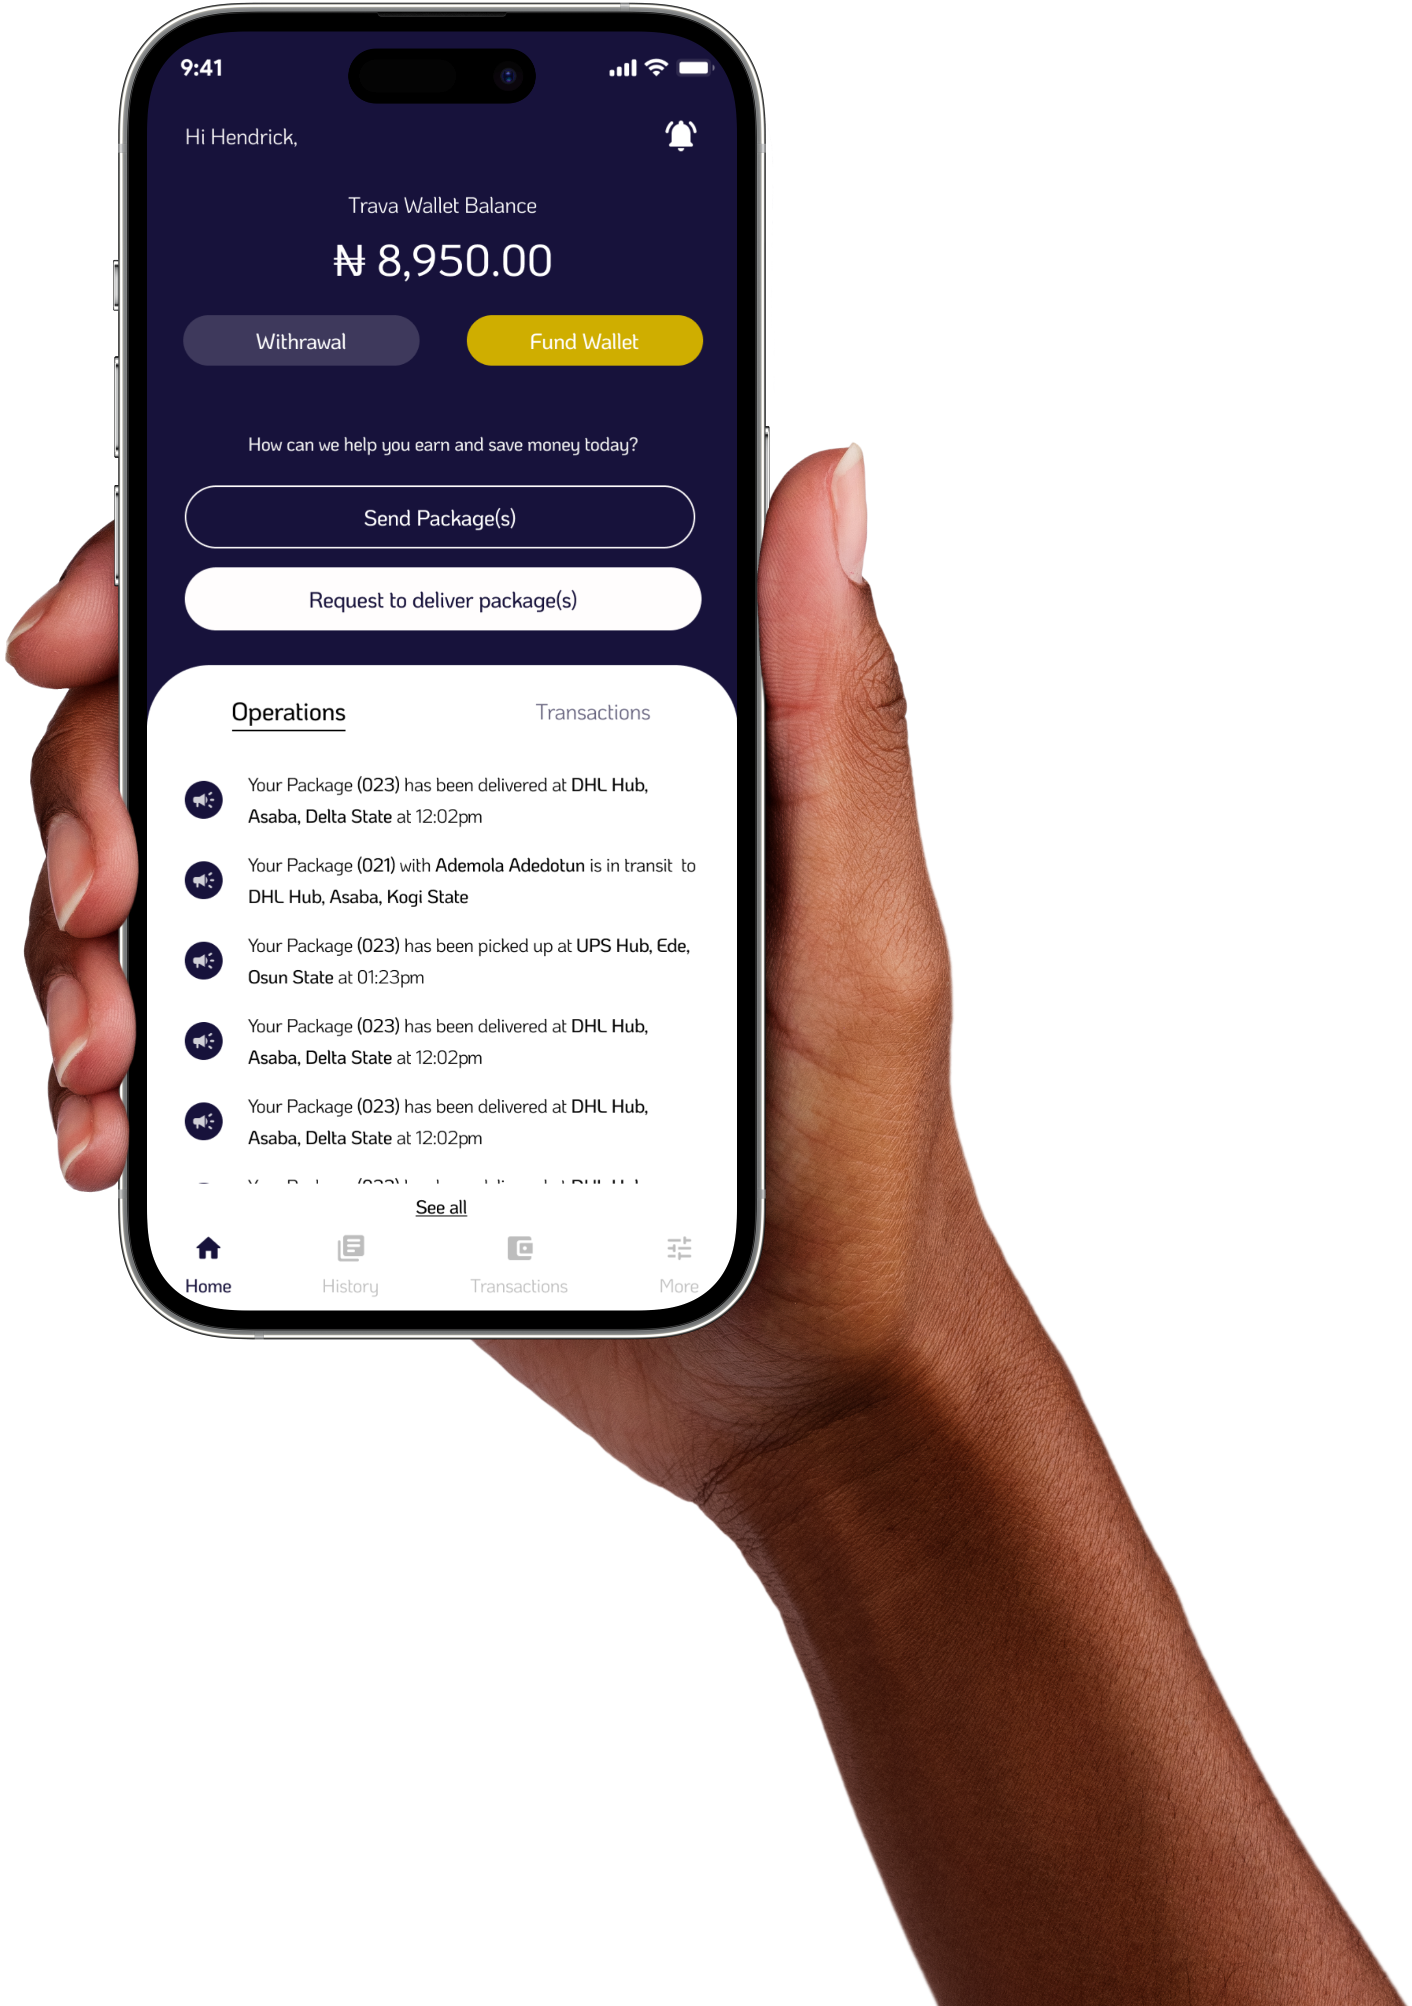 9:41
Hi Hendrick,
Trava Wallet Balance
₦ 8,950.00
Withrawal
Fund Wallet
How can we help you earn and save money today?
Send Package(s)
Request to deliver package(s)
Operations
Transactions
Your Package (023) has been delivered at DHL Hub,
Asaba, Delta State at 12:02pm
Your Package (021) with Ademola Adedotun is in transit to
DHL Hub, Asaba, Kogi State
Your Package (023) has been picked up at UPS Hub, Ede,
Osun State at 01:23pm
Your Package (023) has been delivered at DHL Hub,
Asaba, Delta State at 12:02pm
Your Package (023) has been delivered at DHL Hub,
Asaba, Delta State at 12:02pm
See all
Home
History
Transactions
More